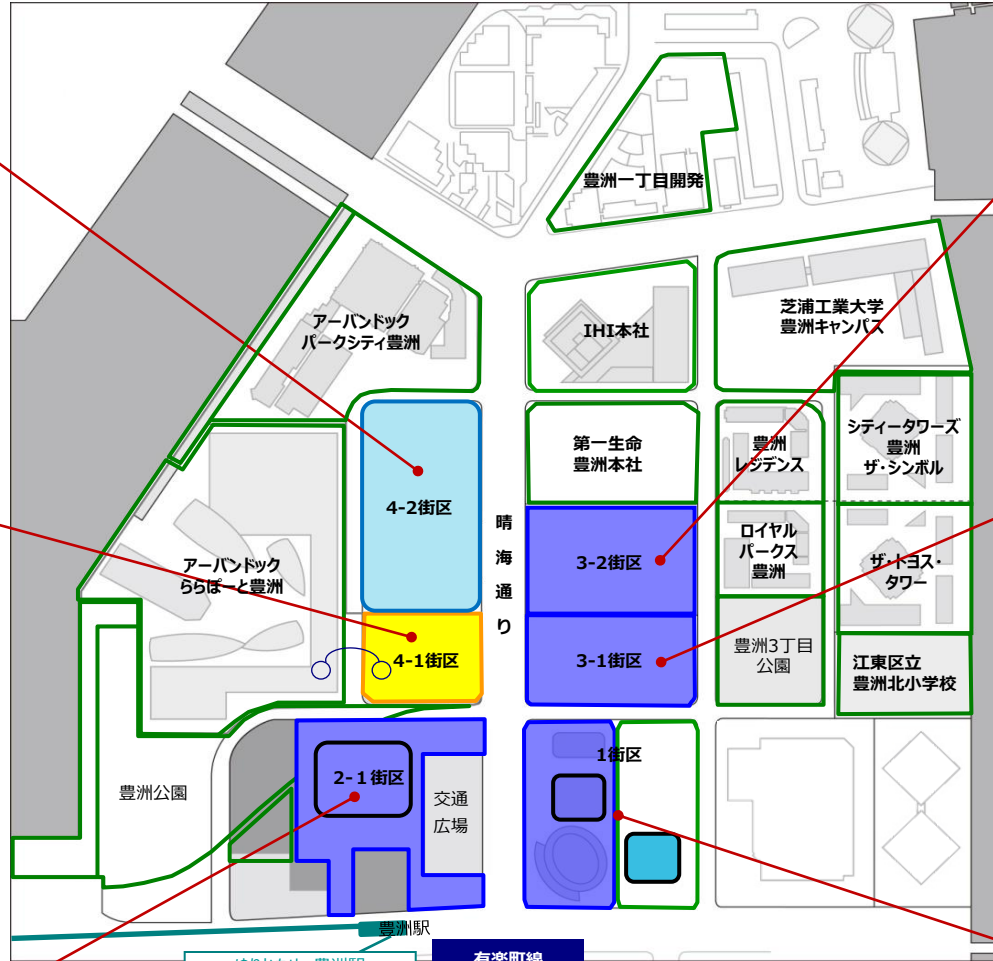 豊洲一丁目開発
アーバンドック
パークシティ豊洲
IHI本社
芝浦工業大学
豊洲キャンパス
第一生命
豊洲本社
豊洲
レジデンス
シティータワーズ
豊洲
ザ・シンボル
4-2街区
晴海通り
3-2街区
ロイヤル
パークス
豊洲
ザ・トヨス・
タワー
アーバンドック
ららぽーと豊洲
4-1街区
3-1街区
豊洲3丁目
公園
江東区立
豊洲北小学校
豊洲公園
2-1街区
交通
広場
1街区
豊洲駅
有楽町線